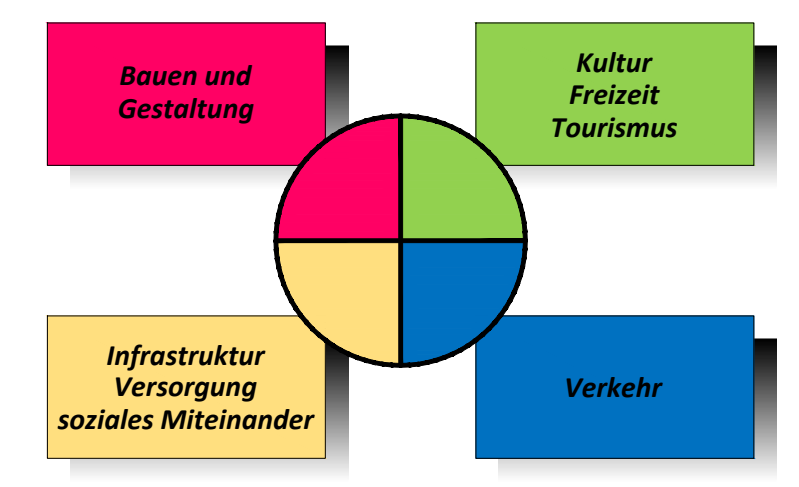 Bauen und
Gestaltung
Kultur
Freizeit
Tourismus
Infrastruktur
Versorgung
soziales Miteinander
Verkehr